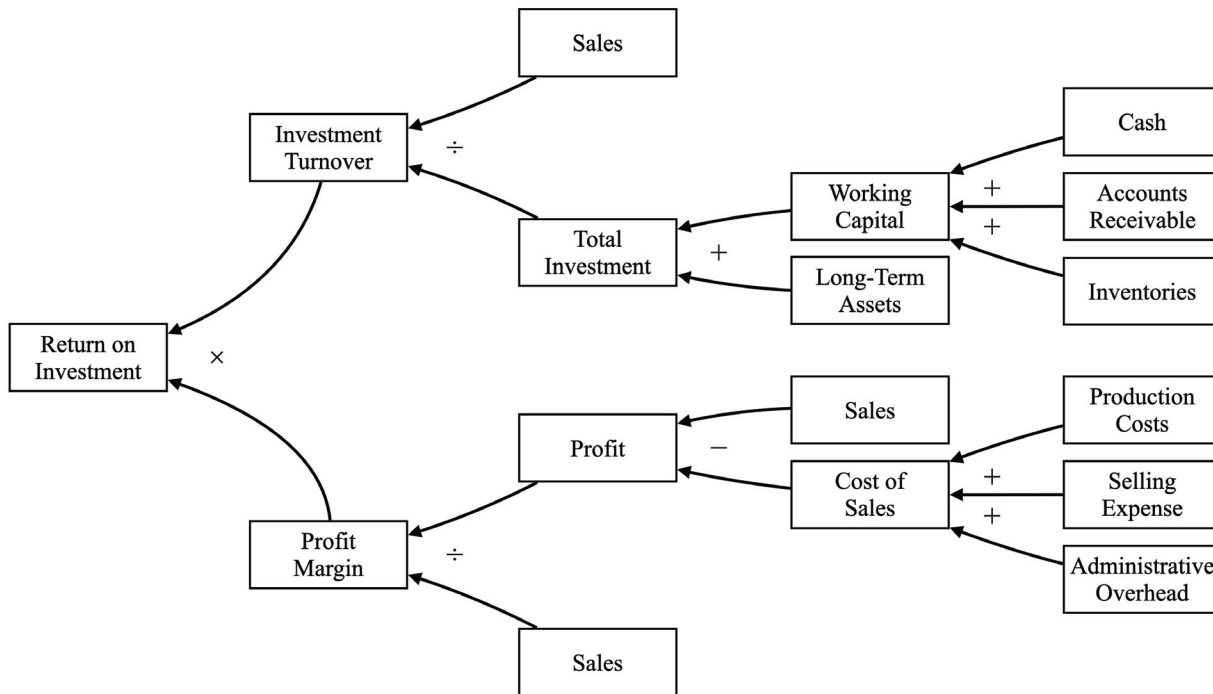 Sales
Investment
Turnover
÷
Total
Investment
+
Working
Capital
Long-Term
Assets
Cash
+
Accounts
Receivable
+
Inventories
Return on
Investment
×
Profit
Margin
÷
Profit
−
Sales
Cost of
Sales
Production
Costs
+
Selling
Expense
+
Administrative
Overhead
Sales